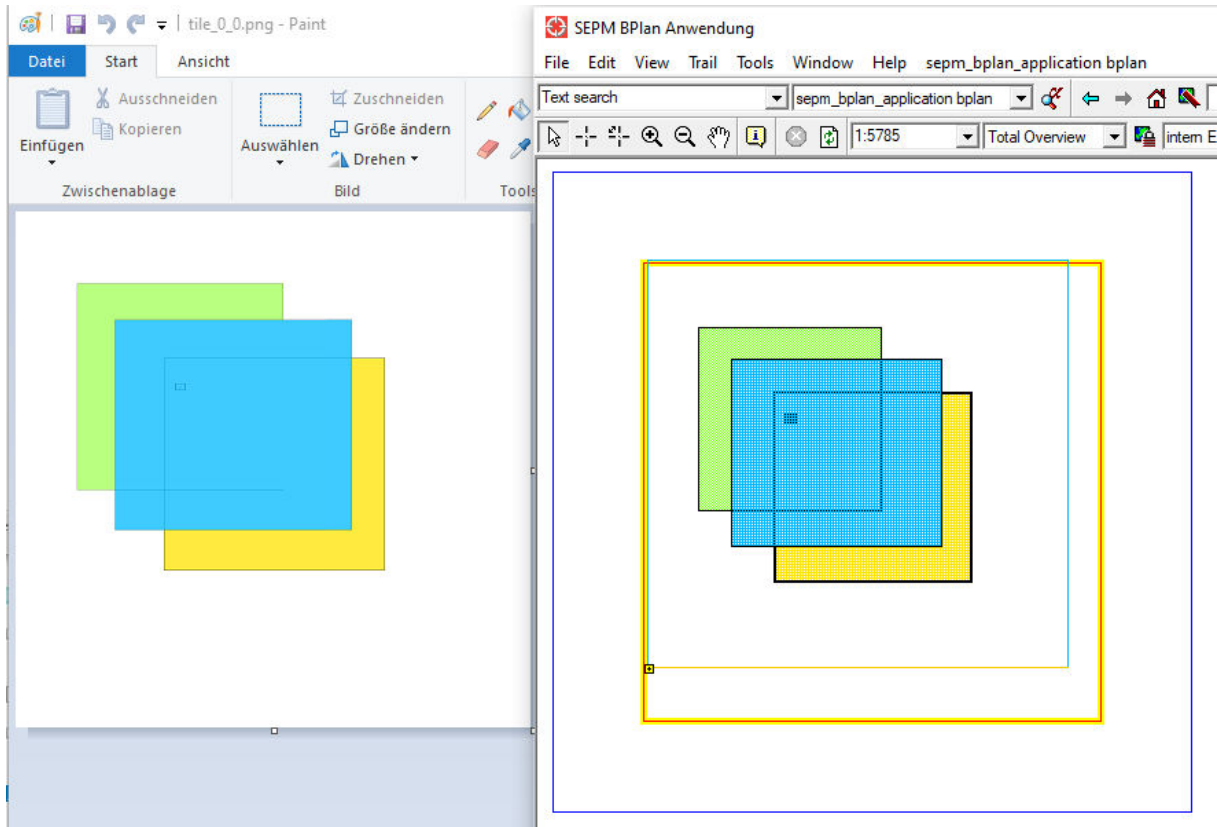 tile_0_0.png - Paint
Datei Start Ansicht
Einfügen
Ausschneiden
Kopieren
Zwischenablage
Auswählen
Zuschneiden
Größe ändern
Drehen
Bild
Tools
SEPM BPlan Anwendung
File Edit View Trail Tools Window Help sepm_bplan_application bplan
Text search sepm_bplan_application bplan
1:5785 Total Overview intern E